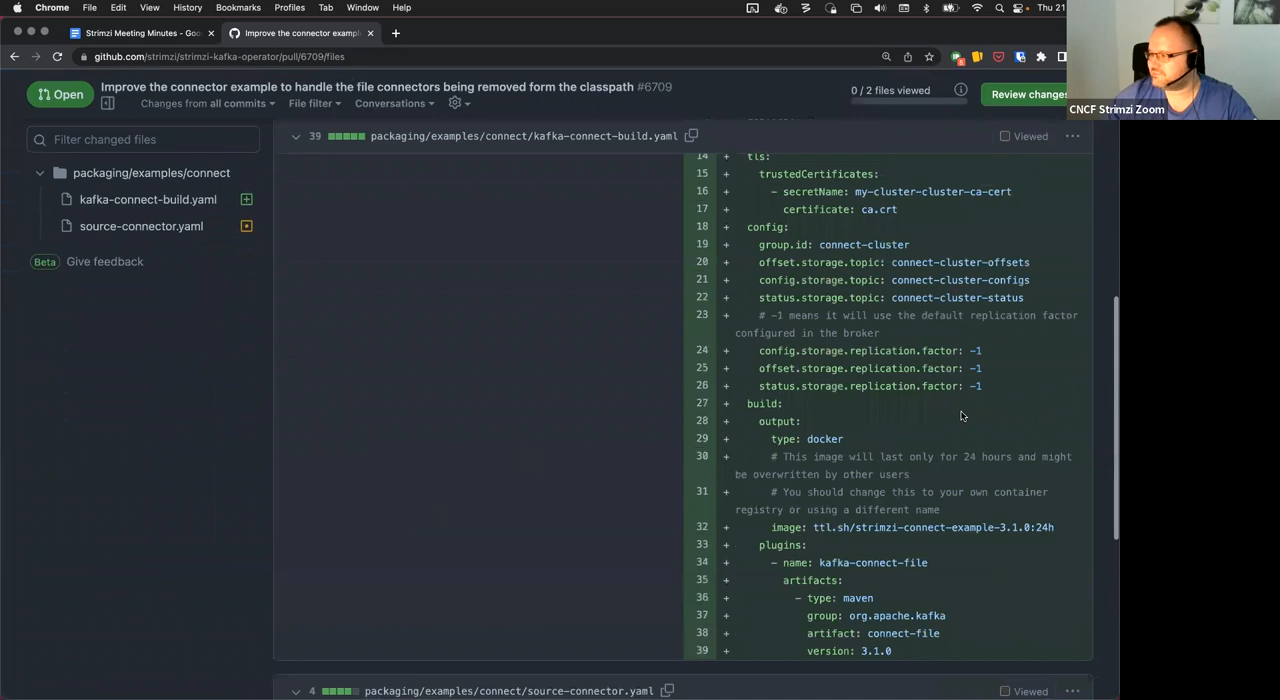 Chrome File Edit View History Bookmarks Profiles Tab Window Help Thu 21
Strimzi Meeting Minutes - Goo
Improve the connector exampl
github.com/strimzi/strimzi-kafka-operator/pull/6709/files
Open
Improve the connector example to handle the file connectors being removed form the classpath #6709
Changes from all commits File filter Conversations
0 / 2 files viewed
Review changes
CNCF Strimzi Zoom
Filter changed files
packaging/examples/connect
kafka-connect-build.yaml
source-connector.yaml
Beta Give feedback
39 packaging/examples/connect/kafka-connect-build.yaml Viewed
14 + tls:
15 + trustedCertificates:
16 + - secretName: my-cluster-cluster-ca-cert
17 + certificate: ca.crt
18 + config:
19 + group.id: connect-cluster
20 + offset.storage.topic: connect-cluster-offsets
21 + config.storage.topic: connect-cluster-configs
22 + status.storage.topic: connect-cluster-status
23 + # -1 means it will use the default replication factor
configured in the broker
24 + config.storage.replication.factor: -1
25 + offset.storage.replication.factor: -1
26 + status.storage.replication.factor: -1
27 + build:
28 + output:
29 + type: docker
30 + # This image will last only for 24 hours and might
be overwritten by other users
31 + # You should change this to your own container
registry or using a different name
32 + image: ttl.sh/strimzi-connect-example-3.1.0:24h
33 + plugins:
34 + - name: kafka-connect-file
35 + artifacts:
36 + - type: maven
37 + group: org.apache.kafka
38 + artifact: connect-file
39 + version: 3.1.0
4 packaging/examples/connect/source-connector.yaml Viewed